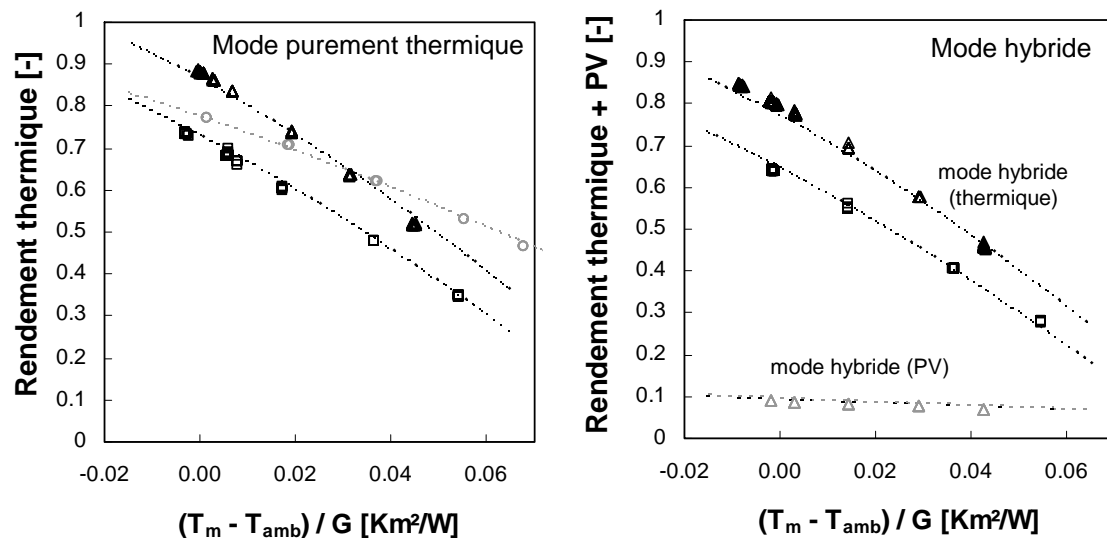 Mode purement thermique
Rendement thermique [-]
1
0.9
0.8
0.7
0.6
0.5
0.4
0.3
0.2
0.1
0
-0.02 0.00 0.02 0.04 0.06
(Tm - Tamb) / G [Km²/W]
Mode hybride
Rendement thermique + PV [-]
1
0.9
0.8
0.7
0.6
0.5
0.4
0.3
0.2
0.1
0
mode hybride
(thermique)
mode hybride (PV)
-0.02 0.00 0.02 0.04 0.06
(Tm - Tamb) / G [Km²/W]